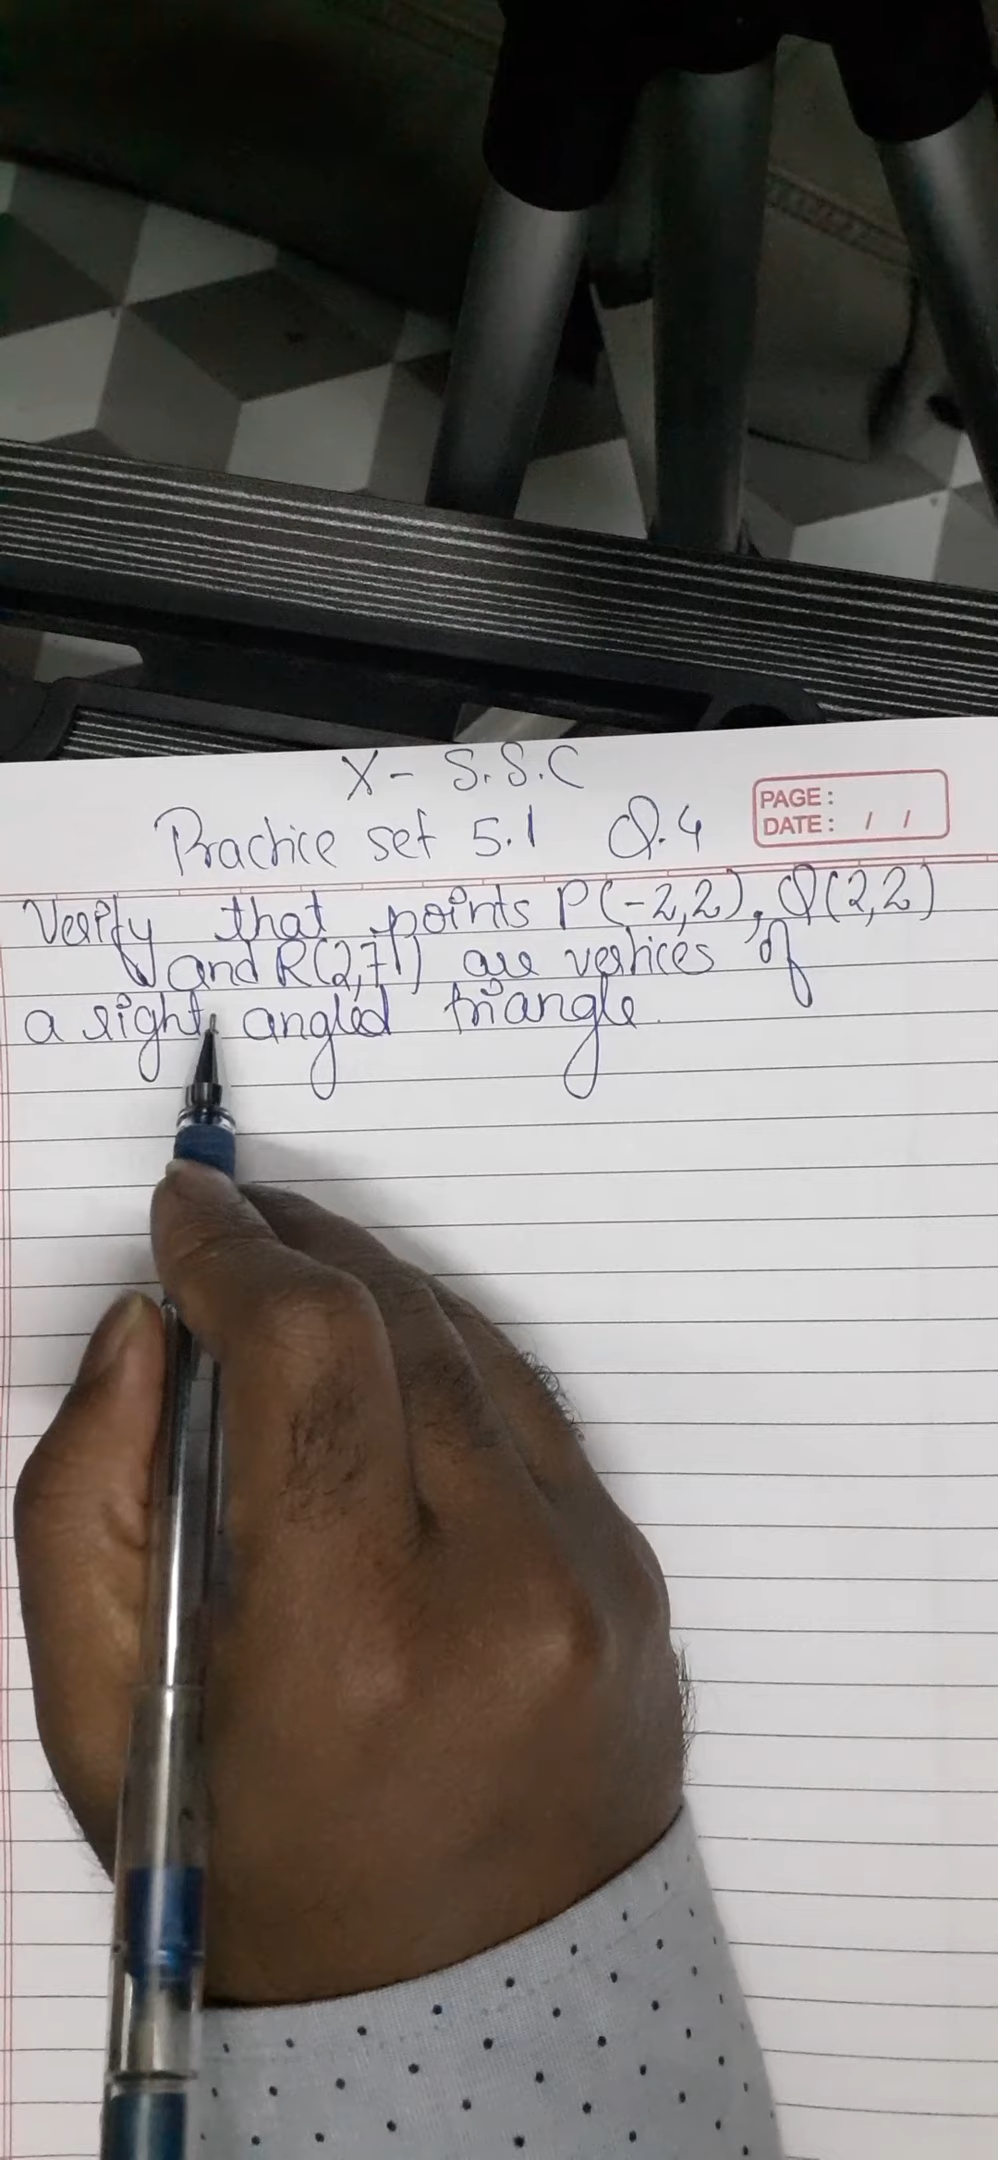 X- S.S.C
Practice set 5.1 Q.4
PAGE:
DATE: / /
Verify that points P(-2,2), Q(2,2)
and R(2,7) are vertices of
a right angled triangle.